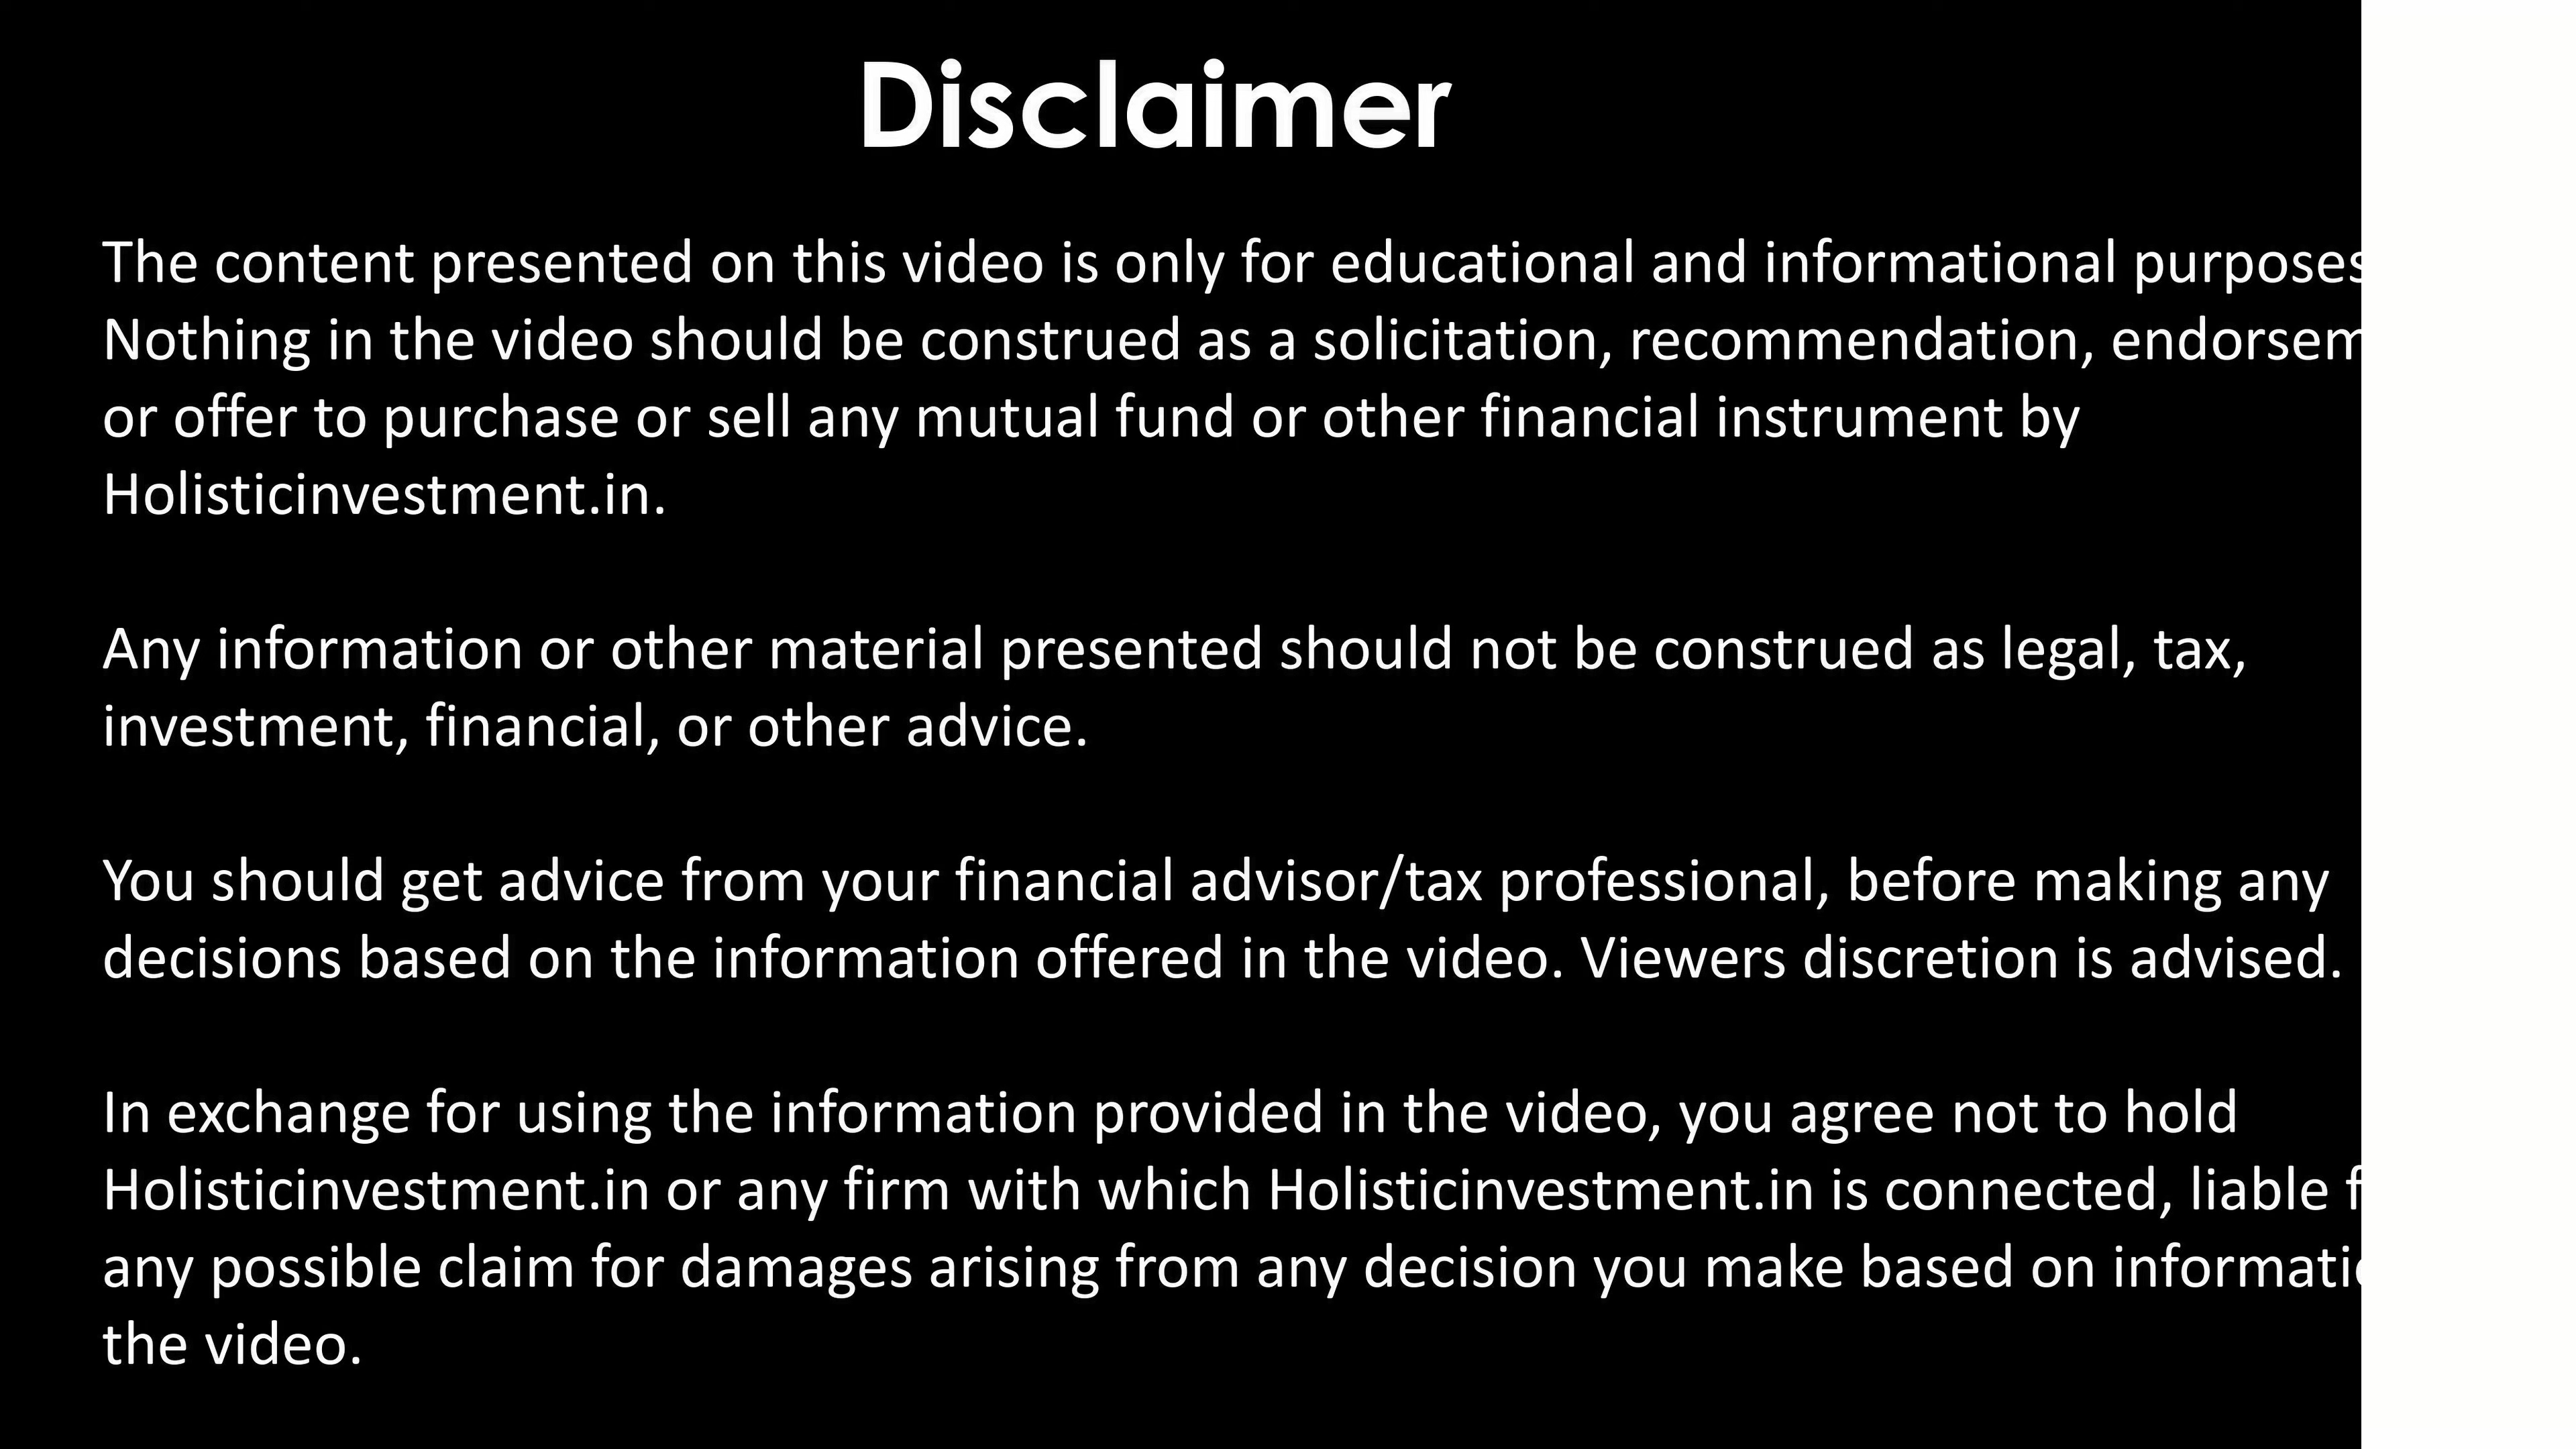 Disclaimer
The content presented on this video is only for educational and informational purposes
Nothing in the video should be construed as a solicitation, recommendation, endorsem
or offer to purchase or sell any mutual fund or other financial instrument by
Holisticinvestment.in.
Any information or other material presented should not be construed as legal, tax,
investment, financial, or other advice.
You should get advice from your financial advisor/tax professional, before making any
decisions based on the information offered in the video. Viewers discretion is advised.
In exchange for using the information provided in the video, you agree not to hold
Holisticinvestment.in or any firm with which Holisticinvestment.in is connected, liable f
any possible claim for damages arising from any decision you make based on informati
the video.